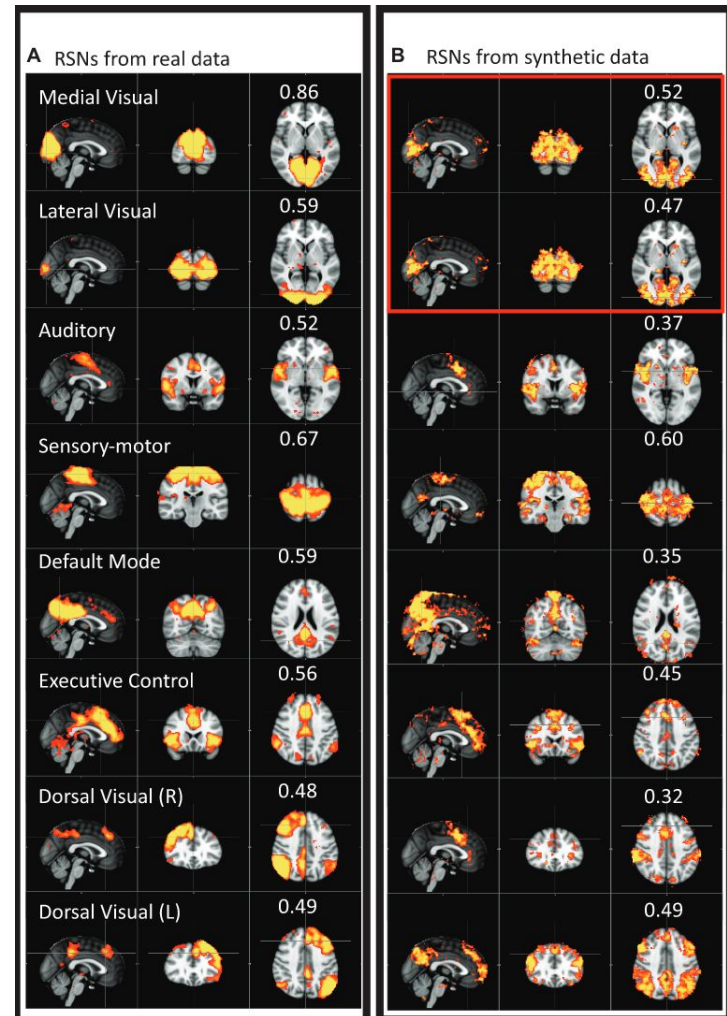 A RSNs from real data
Medial Visual 0.86
Lateral Visual 0.59
Auditory 0.52
Sensory-motor 0.67
Default Mode 0.59
Executive Control 0.56
Dorsal Visual (R) 0.48
Dorsal Visual (L) 0.49
B RSNs from synthetic data
0.52
0.47
0.37
0.60
0.35
0.45
0.32
0.49